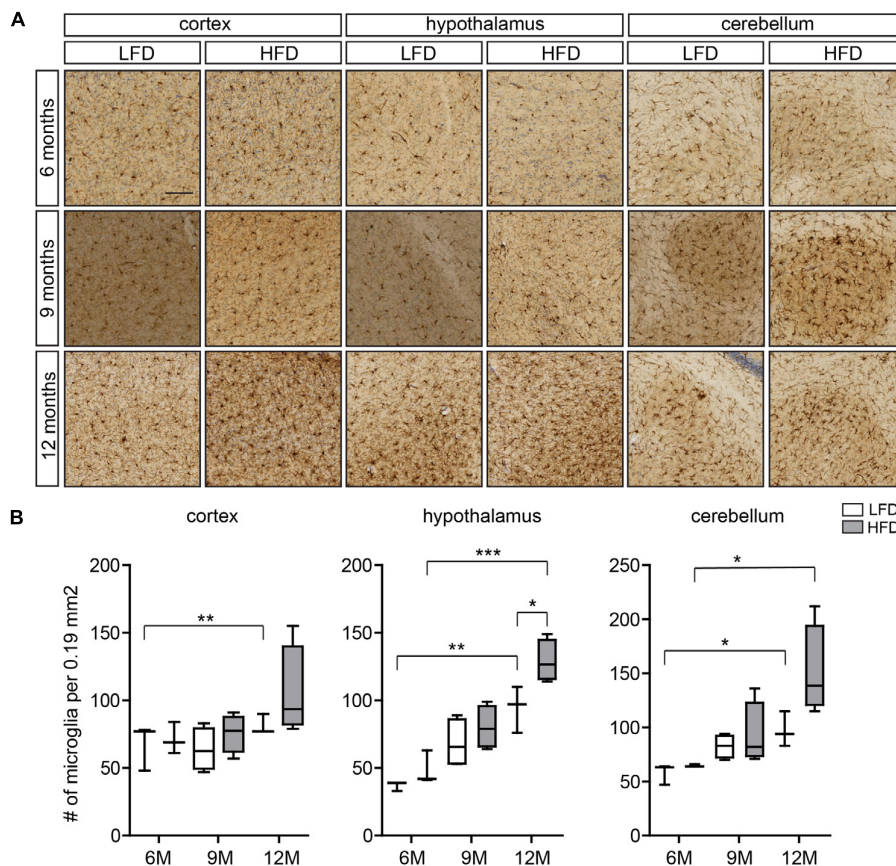 A
cortex hypothalamus cerebellum
LFD HFD LFD HFD LFD HFD
6 months
9 months
12 months
B
cortex hypothalamus cerebellum
LFD
HFD
# of microglia per 0.19 mm2
200
150
100
50
0
**
6M 9M 12M
200
150
100
50
0
***
*
**
6M 9M 12M
250
200
150
100
50
0
*
*
6M 9M 12M